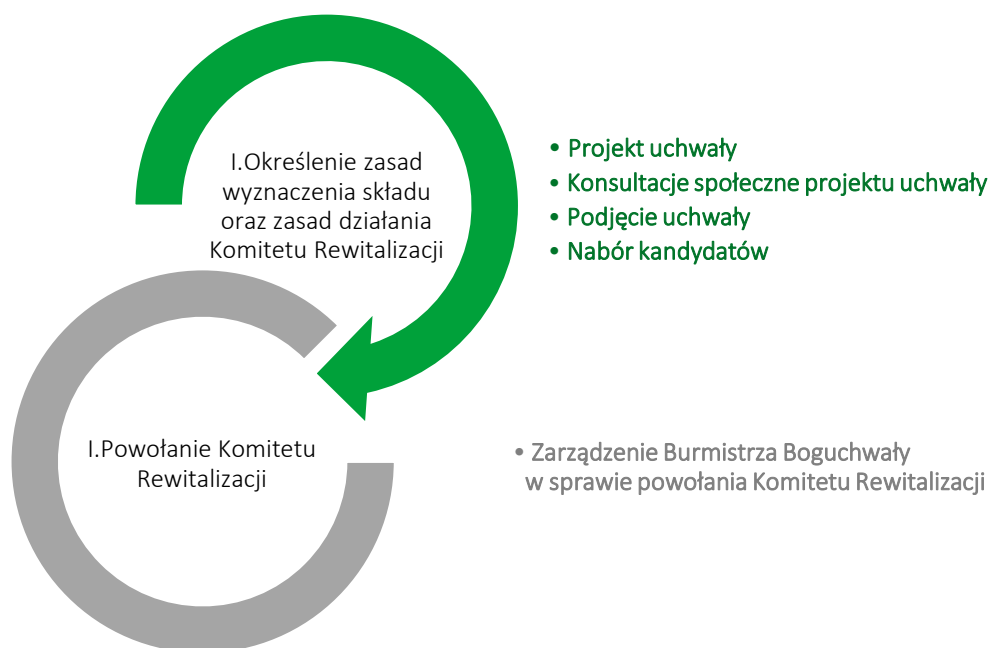 I.Określenie zasad
wyznaczenia składu
oraz zasad działania
Komitetu Rewitalizacji
• Projekt uchwały
• Konsultacje społeczne projektu uchwały
• Podjęcie uchwały
• Nabór kandydatów
I.Powołanie Komitetu
Rewitalizacji
• Zarządzenie Burmistrza Boguchwały
w sprawie powołania Komitetu Rewitalizacji